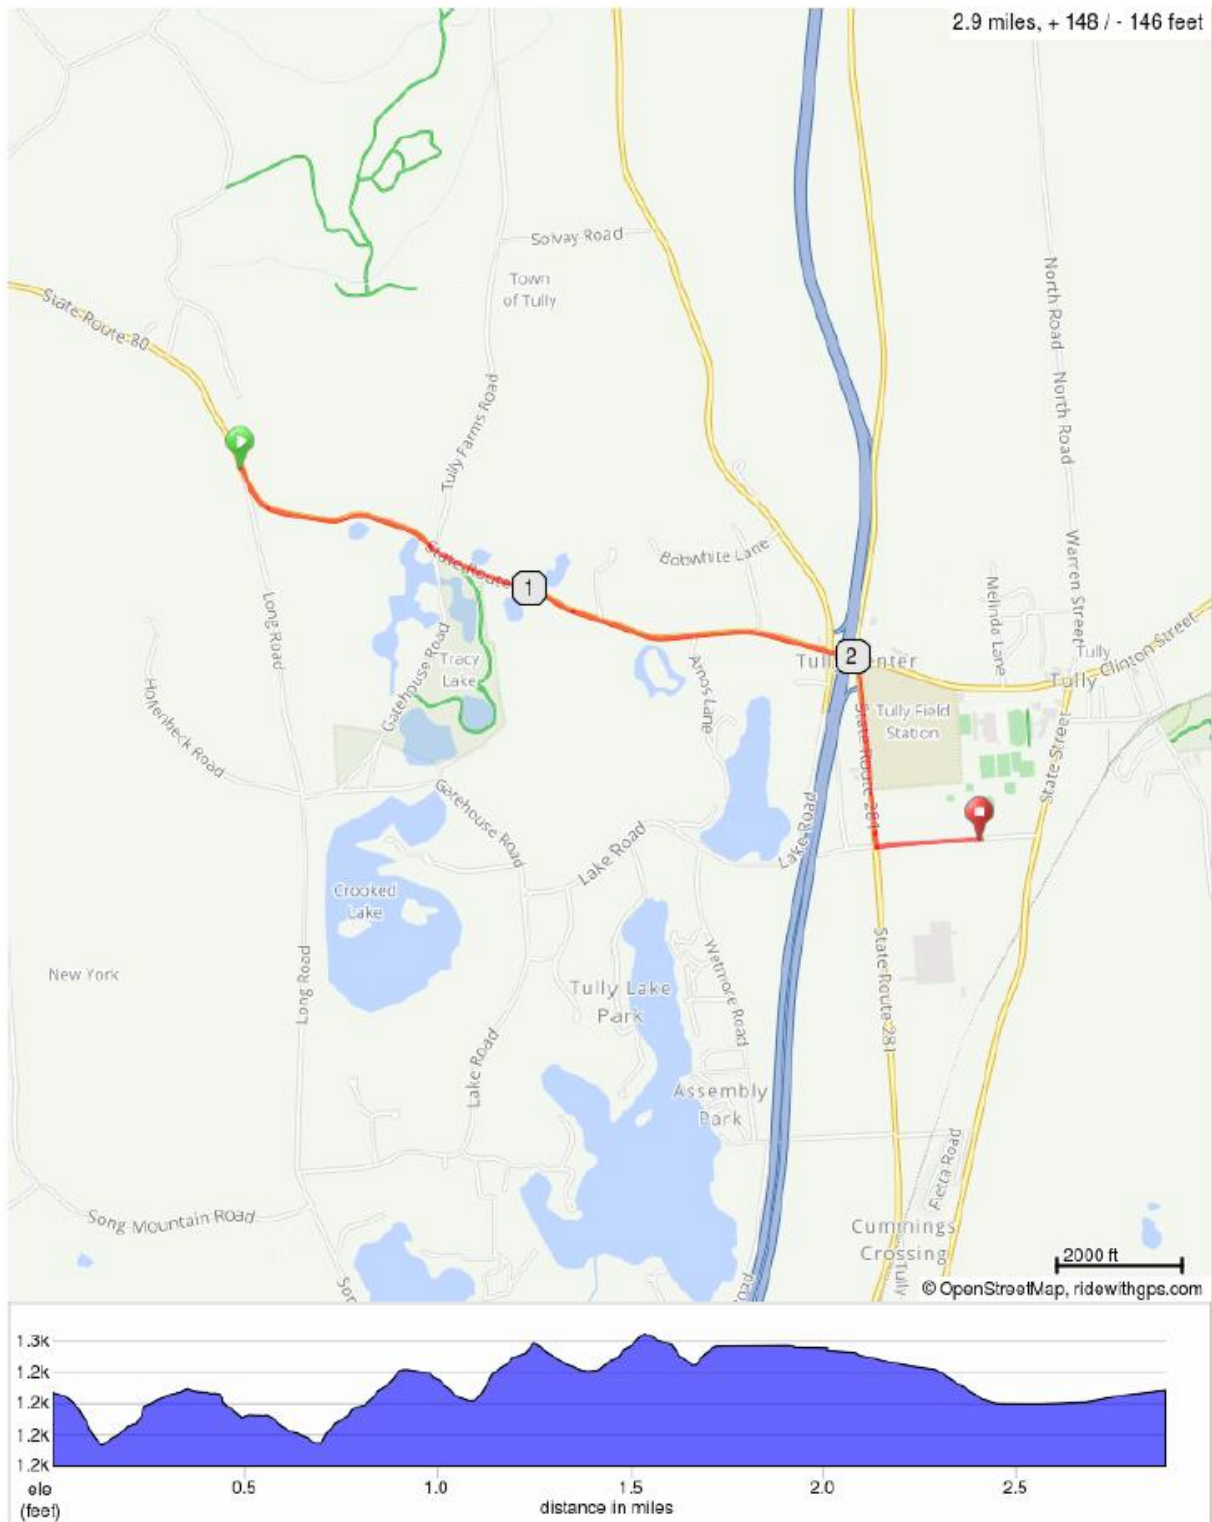 2.9 miles, + 148 / - 146 feet
Solvay Road
Town
of Tully
State Route 80
North Road
North Road
Tully Farms Road
State Route
1
Bobwhite Lane
Warren Street
Melinda Lane
Long Road
Gatehouse Road
Tracy
Lake
Amos Lane
2
Tully
Clinton Street
Tully
Tully Field
Station
State Route 281
State Street
Gatehouse Road
Lake Road
Lake Road
Crooked
Lake
New York
Long Road
Tully Lake
Park
Wetmore Road
State Route 281
Lake Road
Assembly
Park
Song Mountain Road
Cummings
Crossing
Tully
2000 ft
© OpenStreetMap, ridewithgps.com
1.3k
1.2k
1.2k
1.2k
1.2k
ele
(feet)
0.5
1.0
1.5
2.0
2.5
distance in miles